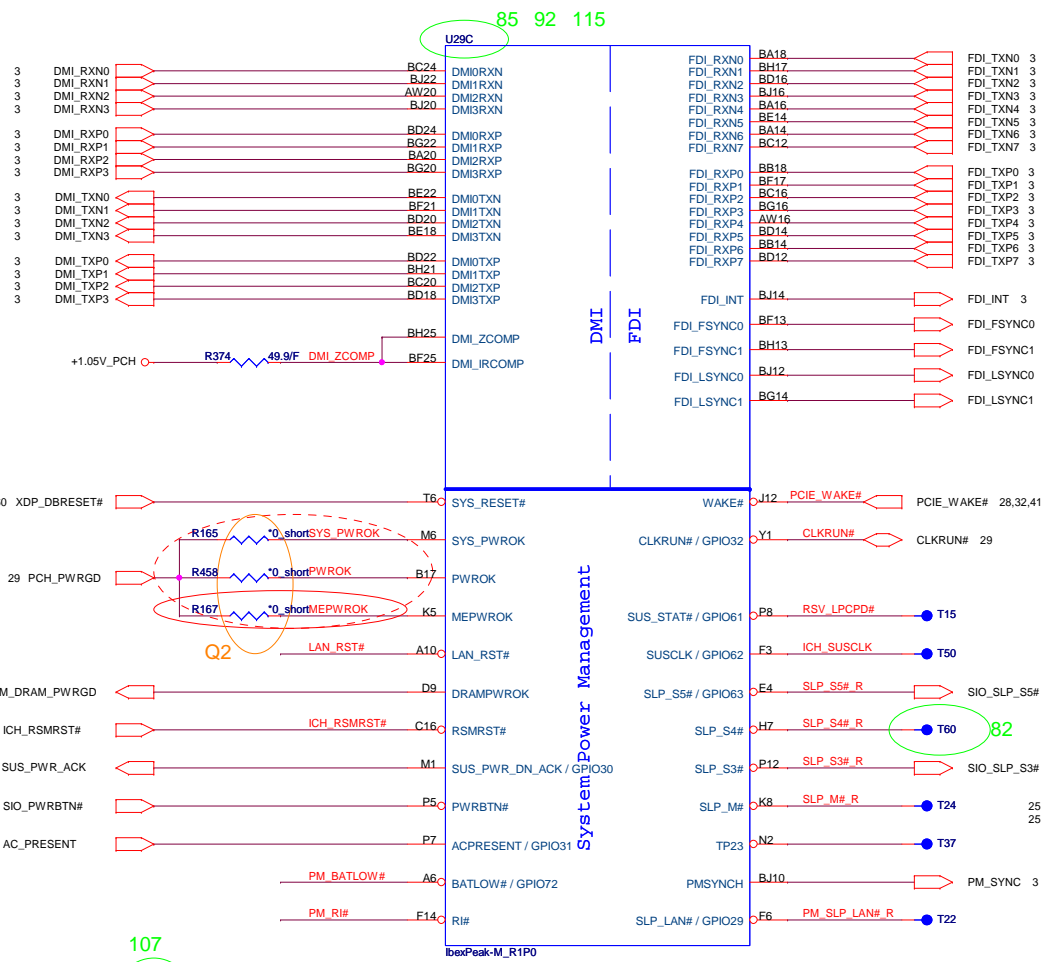 85 92 115
U29C
3 DMI_RXN0 BC24 DMI0RXN FDI_RXN0 BA18 FDI_TXN0 3
3 DMI_RXN1 BJ22 DMI1RXN FDI_RXN1 BH17 FDI_TXN1 3
3 DMI_RXN2 AW20 DMI2RXN FDI_RXN2 BD16 FDI_TXN2 3
3 DMI_RXN3 BJ20 DMI3RXN FDI_RXN3 BJ16 FDI_TXN3 3
FDI_RXN4 BA16 FDI_TXN4 3
FDI_RXN5 BE14 FDI_TXN5 3
3 DMI_RXP0 BD24 DMI0RXP FDI_RXN6 BA14 FDI_TXN6 3
3 DMI_RXP1 BG22 DMI1RXP FDI_RXN7 BC12 FDI_TXN7 3
3 DMI_RXP2 BA20 DMI2RXP
3 DMI_RXP3 BG20 DMI3RXP FDI_RXP0 BB18 FDI_TXP0 3
FDI_RXP1 BF17 FDI_TXP1 3
3 DMI_TXN0 BE22 DMI0TXN FDI_RXP2 BC16 FDI_TXP2 3
3 DMI_TXN1 BF21 DMI1TXN FDI_RXP3 BG16 FDI_TXP3 3
3 DMI_TXN2 BD20 DMI2TXN FDI_RXP4 AW16 FDI_TXP4 3
3 DMI_TXN3 BE18 DMI3TXN FDI_RXP5 BD14 FDI_TXP5 3
FDI_RXP6 BB14 FDI_TXP6 3
3 DMI_TXP0 BD22 DMI0TXP FDI_RXP7 BD12 FDI_TXP7 3
3 DMI_TXP1 BH21 DMI1TXP
3 DMI_TXP2 BC20 DMI2TXP
3 DMI_TXP3 BD18 DMI3TXP FDI_INT BJ14 FDI_INT 3
DMI FDI
FDI_FSYNC0 BF13 FDI_FSYNC0
BH25 DMI_ZCOMP FDI_FSYNC1 BH13 FDI_FSYNC1
+1.05V_PCH R374 49.9/F DMI_ZCOMP BF25 DMI_IRCOMP
FDI_LSYNC0 BJ12 FDI_LSYNC0
FDI_LSYNC1 BG14 FDI_LSYNC1
XDP_DBRESET# T6 SYS_RESET# WAKE# J12 PCIE_WAKE# PCIE_WAKE# 28,32,41
R165 *0_short SYS_PWROK M6 SYS_PWROK CLKRUN# / GPIO32 Y1 CLKRUN# CLKRUN# 29
29 PCH_PWRGD R458 *0_short PWROK B17 PWROK
System Power Management
R167 *0_short MEPWROK K5 MEPWROK SUS_STAT# / GPIO61 P8 RSV_LPCPD# T15
Q2
LAN_RST# A10 LAN_RST# SUSCLK / GPIO62 F3 ICH_SUSCLK T50
M_DRAM_PWRGD D9 DRAMPWROK SLP_S5# / GPIO63 E4 SLP_S5#_R SIO_SLP_S5#
ICH_RSMRST# ICH_RSMRST# C16 RSMRST# SLP_S4# H7 SLP_S4#_R T60 82
SUS_PWR_ACK M1 SUS_PWR_DN_ACK / GPIO30 SLP_S3# P12 SLP_S3#_R SIO_SLP_S3#
SIO_PWRBTN# P5 PWRBTN# SLP_M# K8 SLP_M#_R T24 25
25
AC_PRESENT P7 ACPRESENT / GPIO31 TP23 N2 T37
PM_BATLOW# A6 BATLOW# / GPIO72 PMSYNCH BJ10 PM_SYNC 3
PM_RI# F14 RI# SLP_LAN# / GPIO29 F6 PM_SLP_LAN#_R T22
107
IbexPeak-M_R1P0